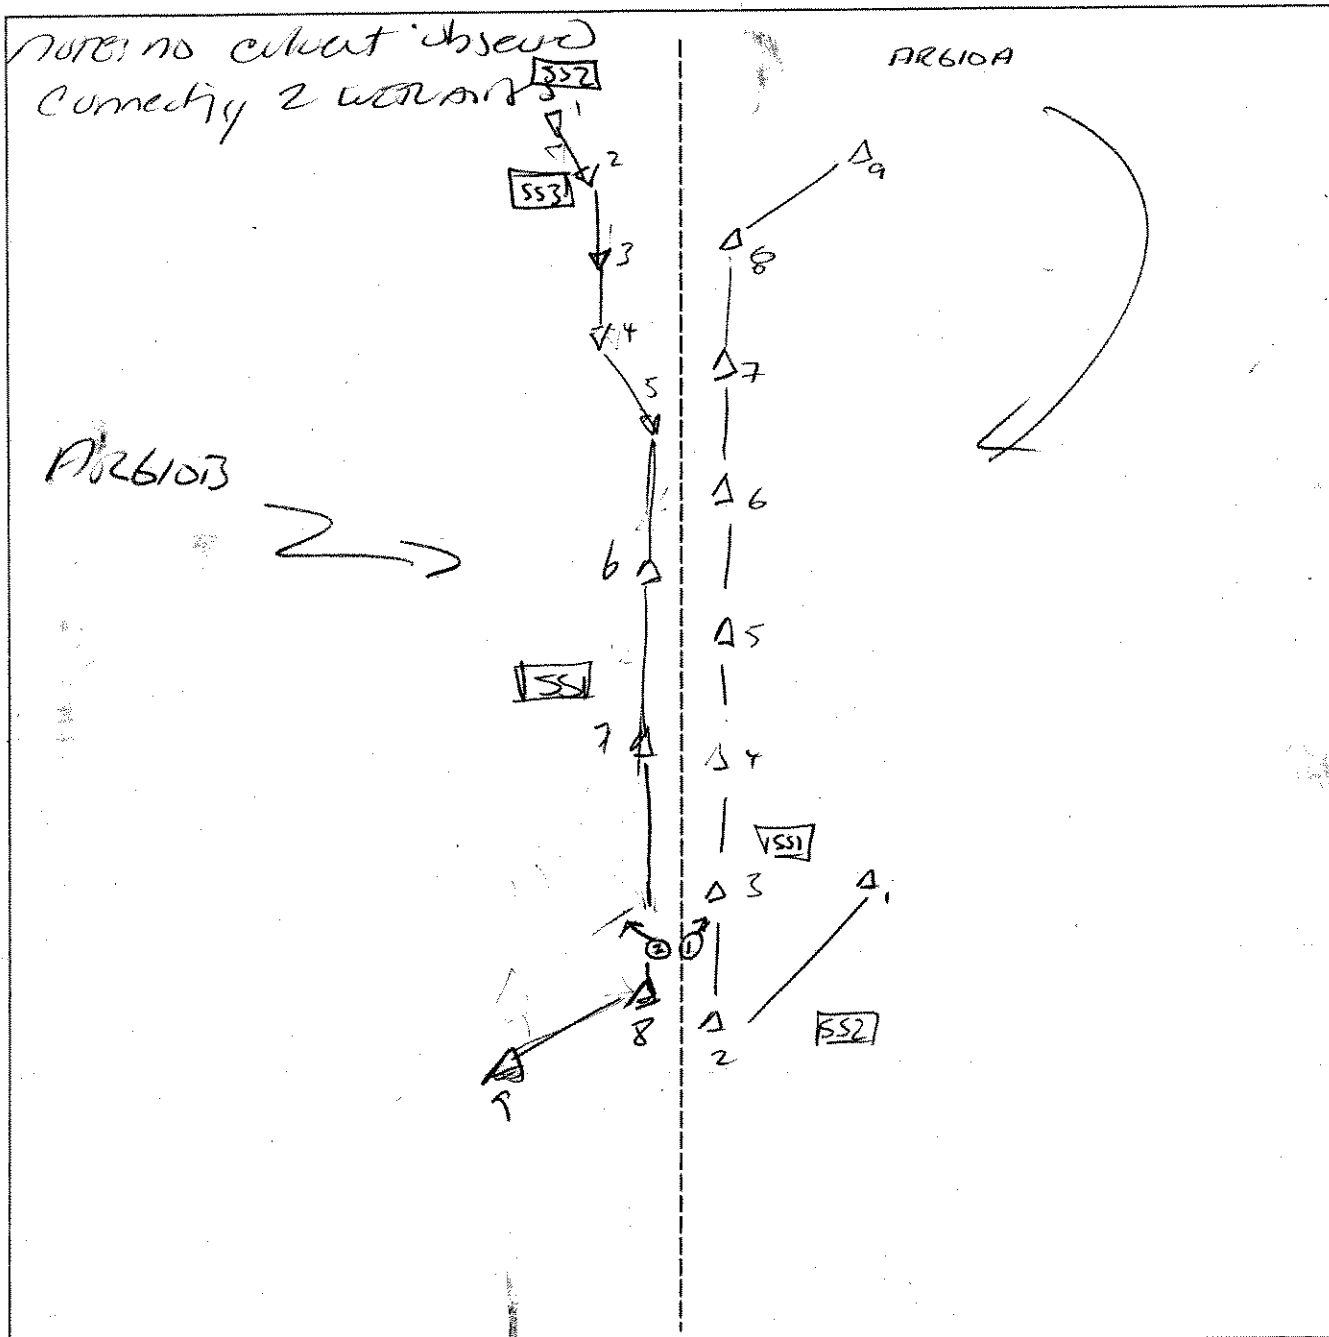 NOTE: no culvert observed
Connecting 2 WETLANDS
SS2
AR610A
1
2
SS3
3
4
5
AR610B
6
SS1
7
8
9
9
8
7
6
5
4
SS1
3
1
2
1
2
SS2